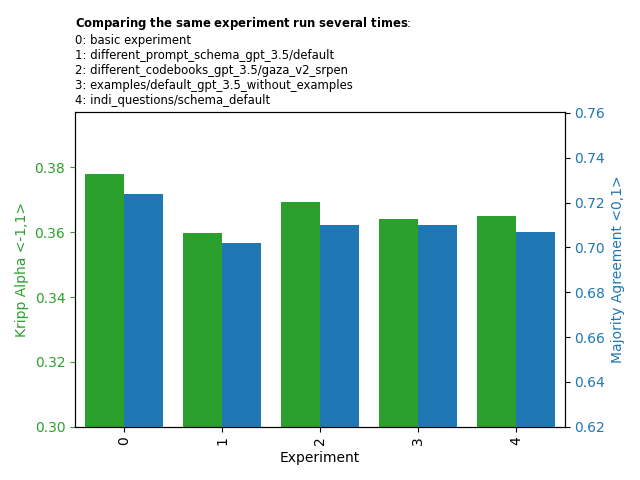 Comparing the same experiment run several times:
0: basic experiment
1: different_prompt_schema_gpt_3.5/default
2: different_codebooks_gpt_3.5/gaza_v2_srpen
3: examples/default_gpt_3.5_without_examples
4: indi_questions/schema_default
Kripp Alpha <-1,1>
0.38
0.36
0.34
0.32
0.30
0.76
0.74
0.72
0.70
0.68
0.66
0.64
0.62
Majority Agreement <0,1>
0 1 2 3 4
Experiment